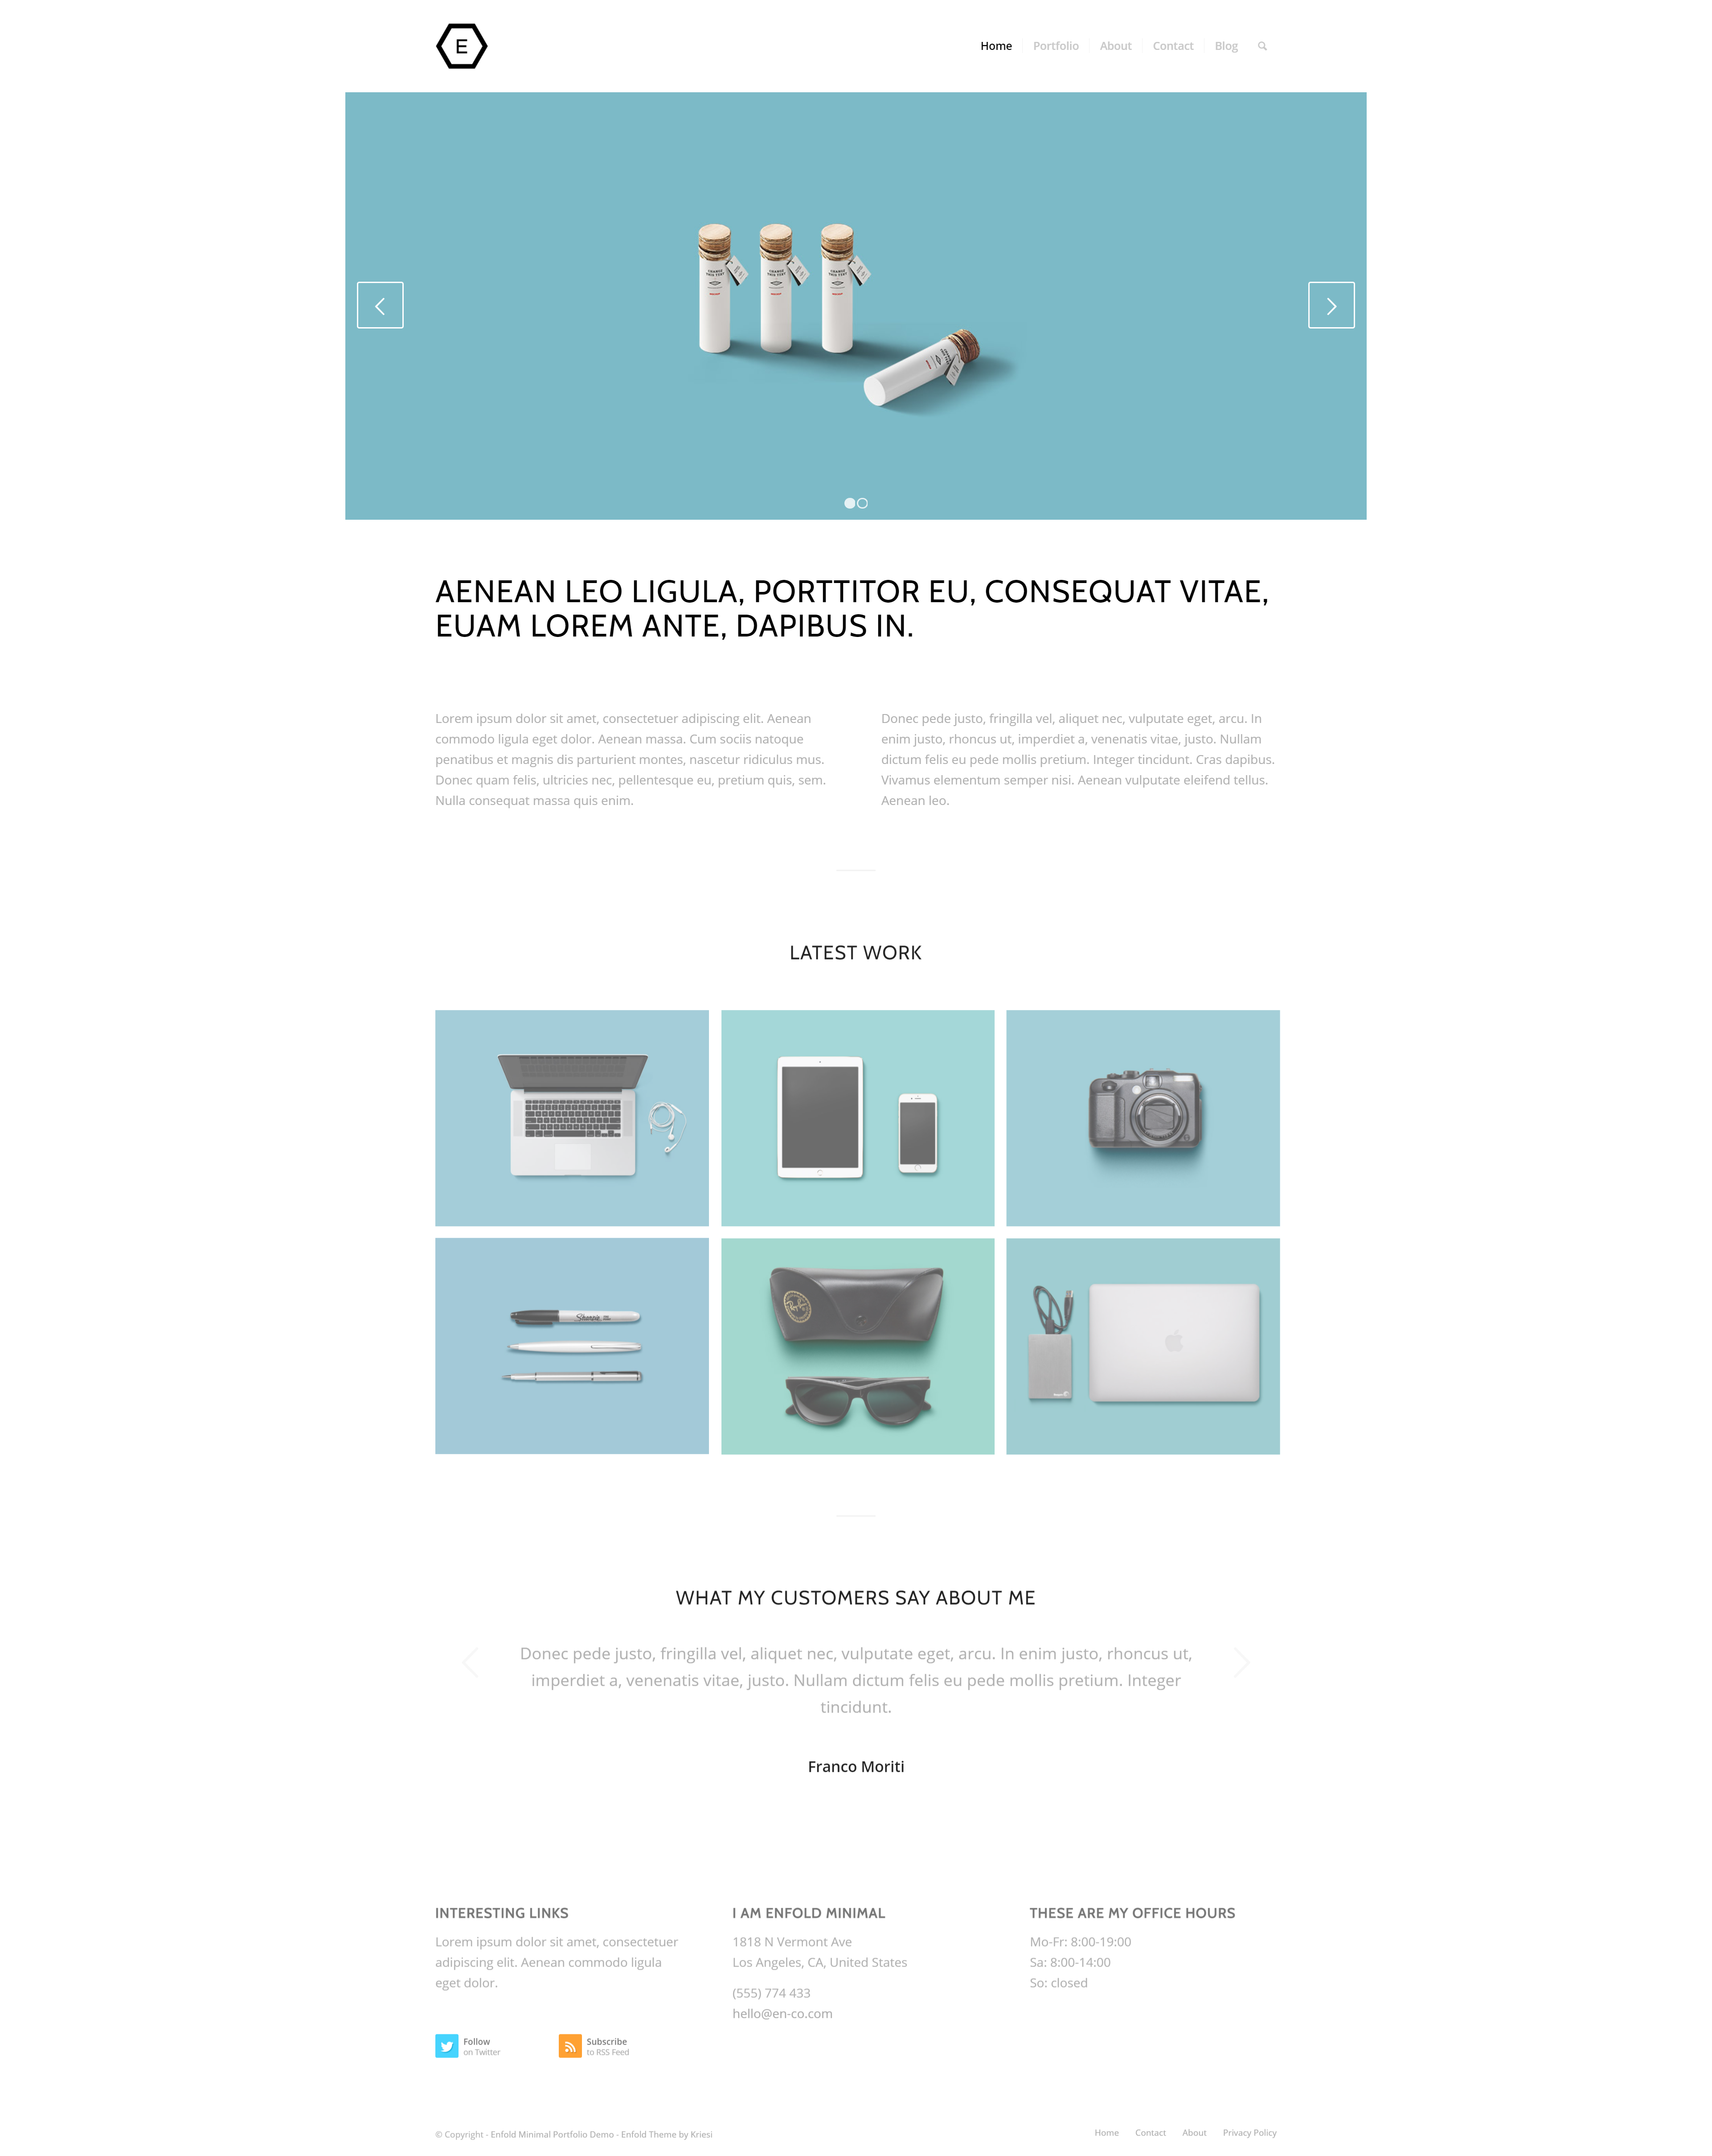 E
Home
Portfolio
About
Contact
Blog
AENEAN LEO LIGULA, PORTTITOR EU, CONSEQUAT VITAE,
EUAM LOREM ANTE, DAPIBUS IN.
Lorem ipsum dolor sit amet, consectetuer adipiscing elit. Aenean
commodo ligula eget dolor. Aenean massa. Cum sociis natoque
penatibus et magnis dis parturient montes, nascetur ridiculus mus.
Donec quam felis, ultricies nec, pellentesque eu, pretium quis, sem.
Nulla consequat massa quis enim.
Donec pede justo, fringilla vel, aliquet nec, vulputate eget, arcu. In
enim justo, rhoncus ut, imperdiet a, venenatis vitae, justo. Nullam
dictum felis eu pede mollis pretium. Integer tincidunt. Cras dapibus.
Vivamus elementum semper nisi. Aenean vulputate eleifend tellus.
Aenean leo.
LATEST WORK
Sharpie
Ray-Ban
WHAT MY CUSTOMERS SAY ABOUT ME
Donec pede justo, fringilla vel, aliquet nec, vulputate eget, arcu. In enim justo, rhoncus ut,
imperdiet a, venenatis vitae, justo. Nullam dictum felis eu pede mollis pretium. Integer
tincidunt.
Franco Moriti
INTERESTING LINKS
Lorem ipsum dolor sit amet, consectetuer
adipiscing elit. Aenean commodo ligula
eget dolor.
Follow
on Twitter
Subscribe
to RSS Feed
I AM ENFOLD MINIMAL
1818 N Vermont Ave
Los Angeles, CA, United States
(555) 774 433
hello@en-co.com
THESE ARE MY OFFICE HOURS
Mo-Fr: 8:00-19:00
Sa: 8:00-14:00
So: closed
© Copyright - Enfold Minimal Portfolio Demo - Enfold Theme by Kriesi
Home
Contact
About
Privacy Policy